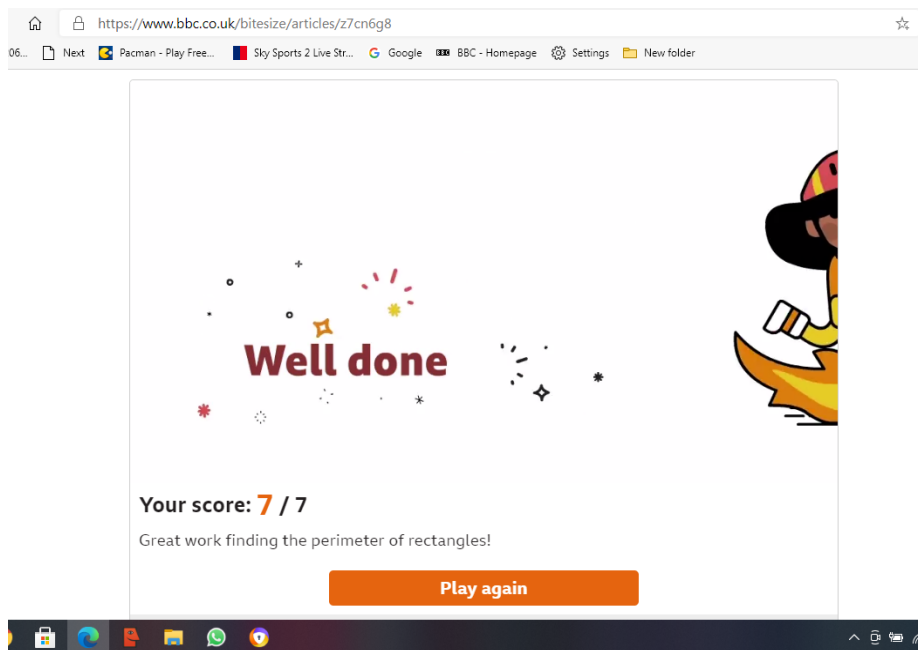 https://www.bbc.co.uk/bitesize/articles/z7cn6g8
06... Next Pacman - Play Free... Sky Sports 2 Live Str... G Google BBC BBC - Homepage Settings New folder
Well done
Your score: 7 / 7
Great work finding the perimeter of rectangles!
Play again